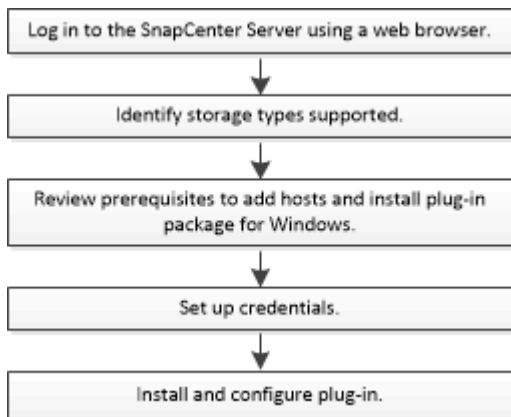 Log in to the SnapCenter Server using a web browser.
Identify storage types supported.
Review prerequisites to add hosts and install plug-in
package for Windows.
Set up credentials.
Install and configure plug-in.